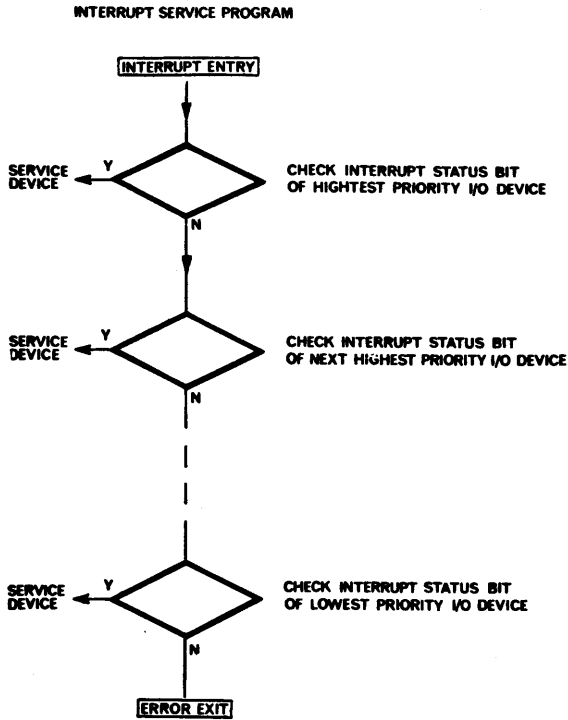 INTERRUPT SERVICE PROGRAM
INTERRUPT ENTRY
Y
SERVICE
DEVICE
CHECK INTERRUPT STATUS BIT
OF HIGHTEST PRIORITY I/O DEVICE
N
Y
SERVICE
DEVICE
CHECK INTERRUPT STATUS BIT
OF NEXT HIGHEST PRIORITY I/O DEVICE
N
Y
SERVICE
DEVICE
CHECK INTERRUPT STATUS BIT
OF LOWEST PRIORITY I/O DEVICE
N
ERROR EXIT